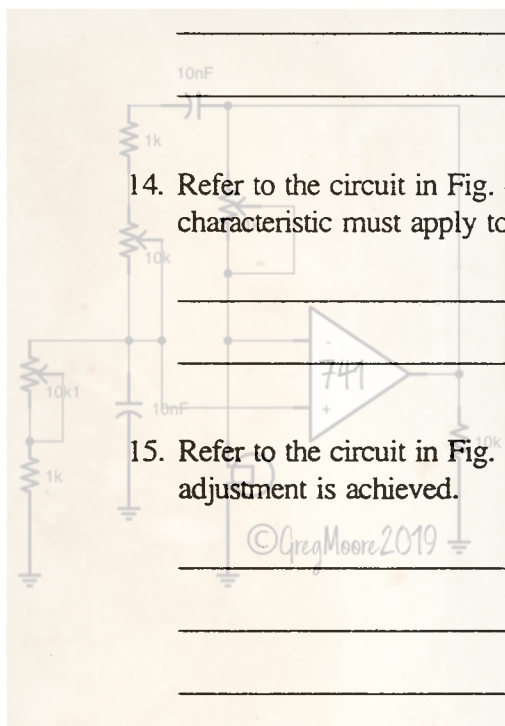 10nF
1k
14. Refer to the circuit in Fig.
characteristic must apply to
10k
741
-
+
10k1
10nF
15. Refer to the circuit in Fig.
10k
1k
adjustment is achieved.
©GregMoore2019